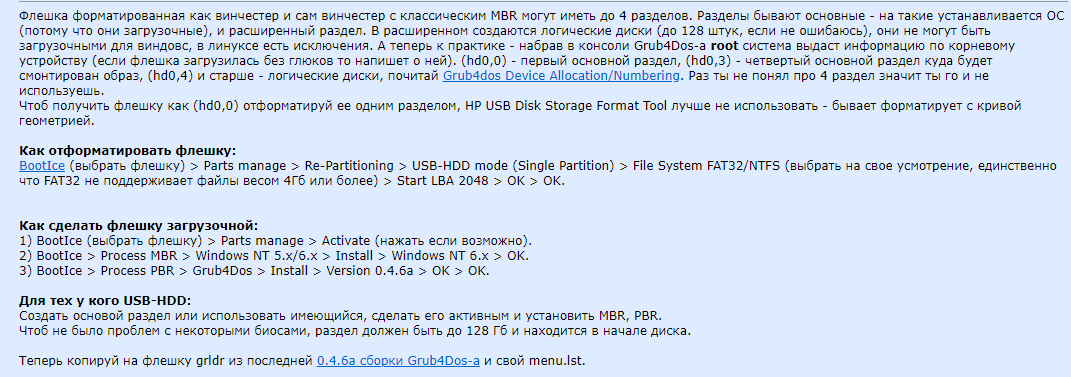 Флешка форматированная как винчестер и сам винчестер с классическим MBR могут иметь до 4 разделов. Разделы бывают основные - на такие устанавливается ОС
(потому что они загрузочные), и расширенный раздел. В расширенном создаются логические диски (до 128 штук, если не ошибаюсь), они не могут быть
загрузочными для виндовс, в линуксе есть исключения. А теперь к практике - набрав в консоли Grub4Dos-а root система выдаст информацию по корневому
устройству (если флешка загрузилась без глюков то напишет о ней). (hd0,0) - первый основной раздел, (hd0,3) - четвертый основной раздел куда будет
смонтирован образ, (hd0,4) и старше - логические диски, почитай Grub4dos Device Allocation/Numbering. Раз ты не понял про 4 раздел значит ты го и не
используешь.
Чтоб получить флешку как (hd0,0) отформатируй ее одним разделом, HP USB Disk Storage Format Tool лучше не использовать - бывает форматирует с кривой
геометрией.
Как отформатировать флешку:
BootIce (выбрать флешку) > Parts manage > Re-Partitioning > USB-HDD mode (Single Partition) > File System FAT32/NTFS (выбрать на свое усмотрение, единственно
что FAT32 не поддерживает файлы весом 4Гб или более) > Start LBA 2048 > OK > OK.
Как сделать флешку загрузочной:
1) BootIce (выбрать флешку) > Parts manage > Activate (нажать если возможно).
2) BootIce > Process MBR > Windows NT 5.x/6.x > Install > Windows NT 6.x > OK.
3) BootIce > Process PBR > Grub4Dos > Install > Version 0.4.6a > OK > OK.
Для тех у кого USB-HDD:
Создать основой раздел или использовать имеющийся, сделать его активным и установить MBR, PBR.
Чтоб не было проблем с некоторыми биосами, раздел должен быть до 128 Гб и находится в начале диска.
Теперь копируй на флешку grldr из последней 0.4.6a сборки Grub4Dos-а и свой menu.lst.